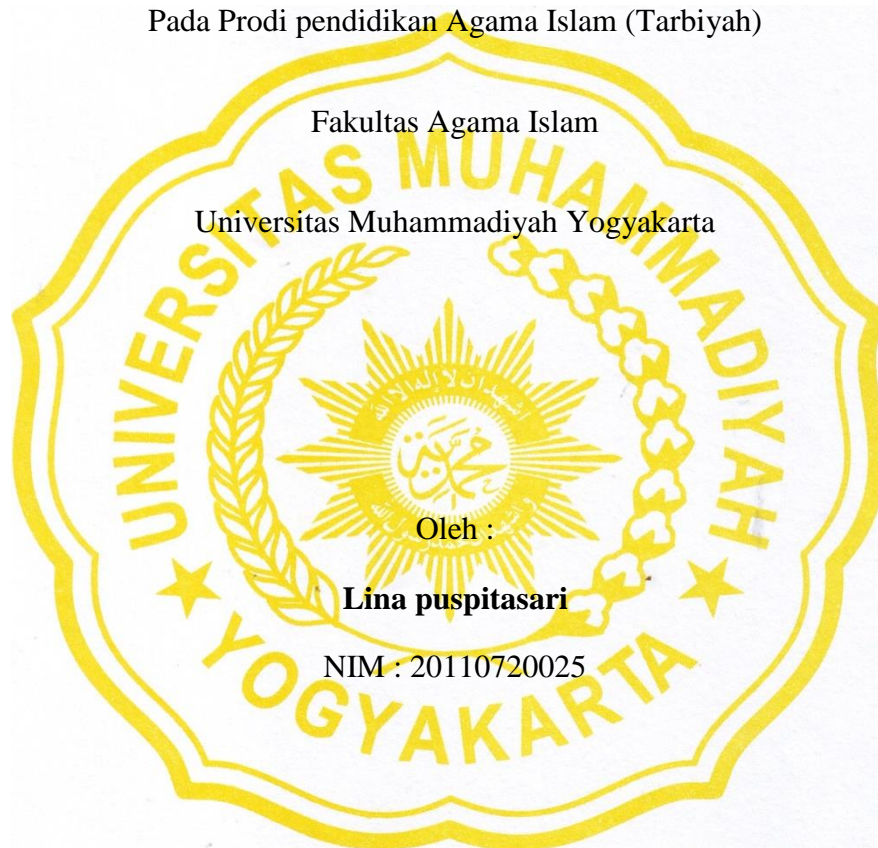 Pada Prodi pendidikan Agama Islam (Tarbiyah)
Fakultas Agama Islam
UNIVERSITAS MUHAMMADIYAH
Universitas Muhammadiyah Yogyakarta
محمد
Oleh :
Lina puspitasari
NIM : 20110720025
YOGYAKARTA